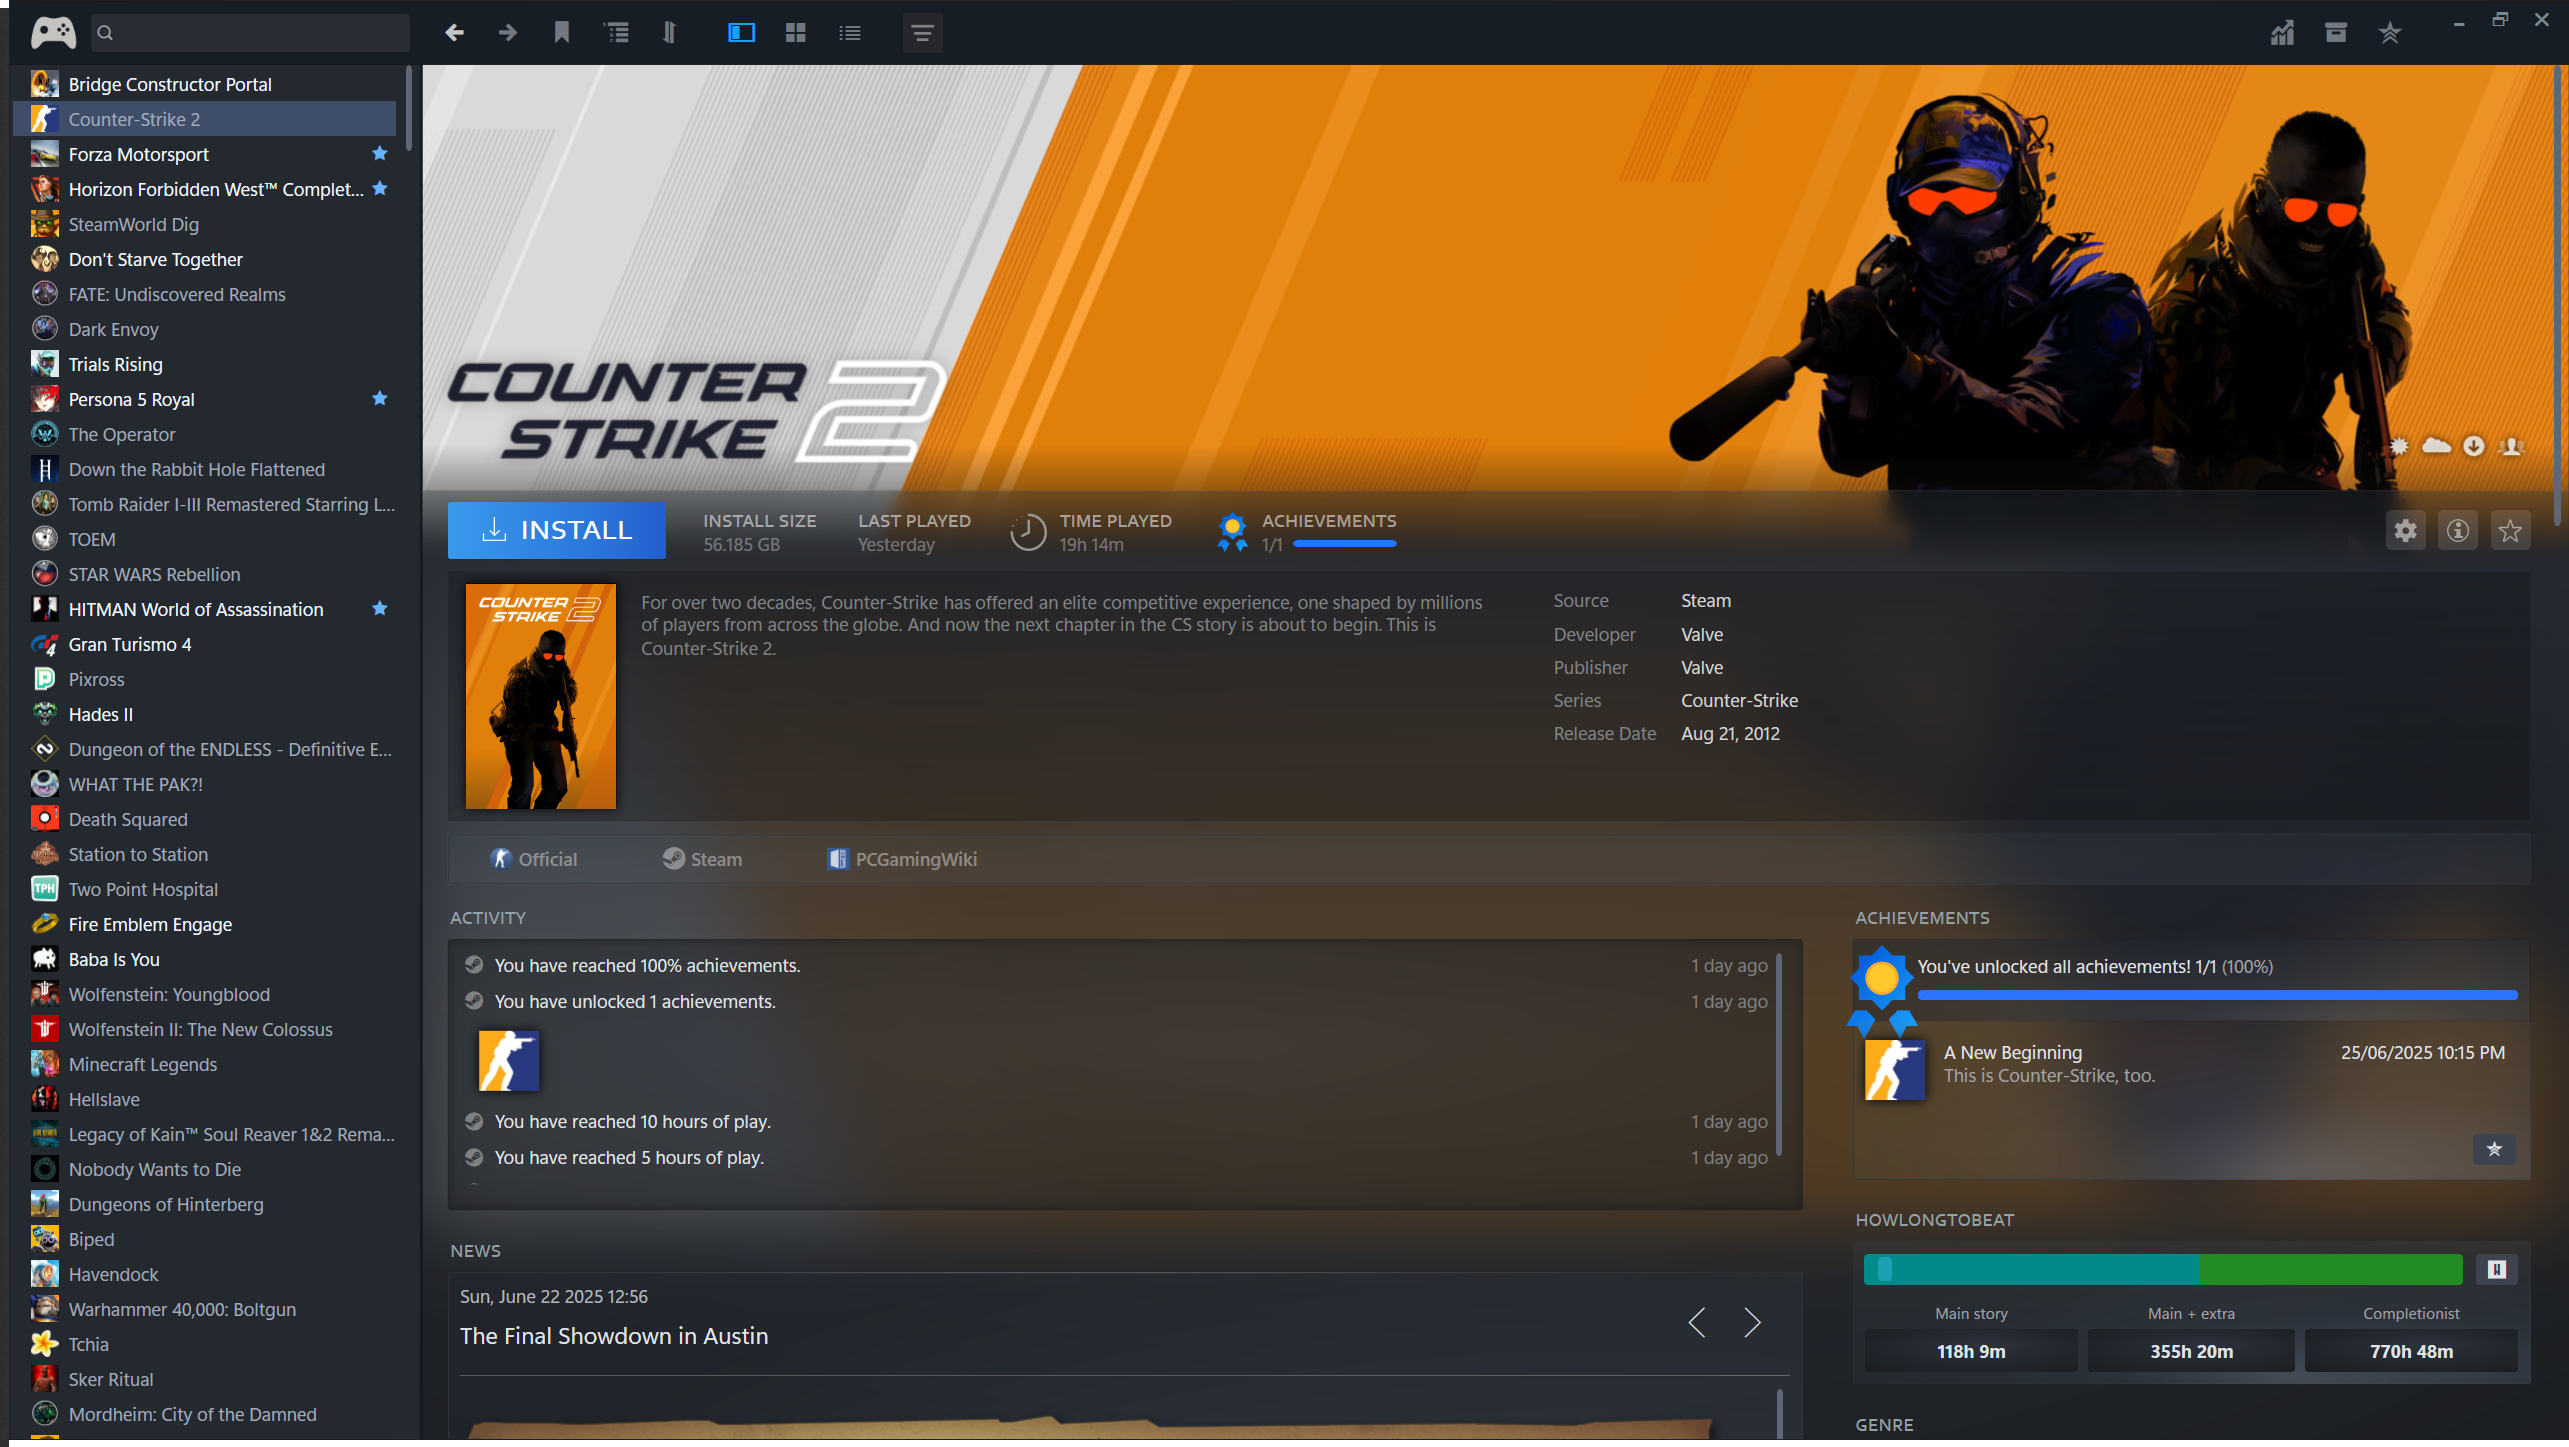 Bridge Constructor Portal
Counter-Strike 2
Forza Motorsport
Horizon Forbidden West™ Complet...
SteamWorld Dig
Don't Starve Together
FATE: Undiscovered Realms
Dark Envoy
Trials Rising
Persona 5 Royal
The Operator
Down the Rabbit Hole Flattened
Tomb Raider I-III Remastered Starring L...
TOEM
STAR WARS Rebellion
HITMAN World of Assassination
Gran Turismo 4
Pixross
Hades II
Dungeon of the ENDLESS - Definitive E...
WHAT THE PAK?!
Death Squared
Station to Station
TPH
Two Point Hospital
Fire Emblem Engage
Baba Is You
Wolfenstein: Youngblood
Wolfenstein II: The New Colossus
Minecraft Legends
Hellslave
Legacy of Kain™ Soul Reaver 1&2 Rema...
Nobody Wants to Die
Dungeons of Hinterberg
Biped
Havendock
Warhammer 40,000: Boltgun
Tchia
Sker Ritual
Mordheim: City of the Damned
COUNTER
STRIKE 2
INSTALL
INSTALL SIZE
56.185 GB
LAST PLAYED
Yesterday
TIME PLAYED
19h 14m
ACHIEVEMENTS
1/1
COUNTER
STRIKE 2
For over two decades, Counter-Strike has offered an elite competitive experience, one shaped by millions
of players from across the globe. And now the next chapter in the CS story is about to begin. This is
Counter-Strike 2.
Source Steam
Developer Valve
Publisher Valve
Series Counter-Strike
Release Date Aug 21, 2012
Official Steam PCGamingWiki
ACTIVITY
You have reached 100% achievements. 1 day ago
You have unlocked 1 achievements. 1 day ago
You have reached 10 hours of play. 1 day ago
You have reached 5 hours of play. 1 day ago
NEWS
Sun, June 22 2025 12:56
The Final Showdown in Austin
ACHIEVEMENTS
You've unlocked all achievements! 1/1 (100%)
A New Beginning 25/06/2025 10:15 PM
This is Counter-Strike, too.
HOWLONGTOBEAT
Main story Main + extra Completionist
118h 9m 355h 20m 770h 48m
GENRE